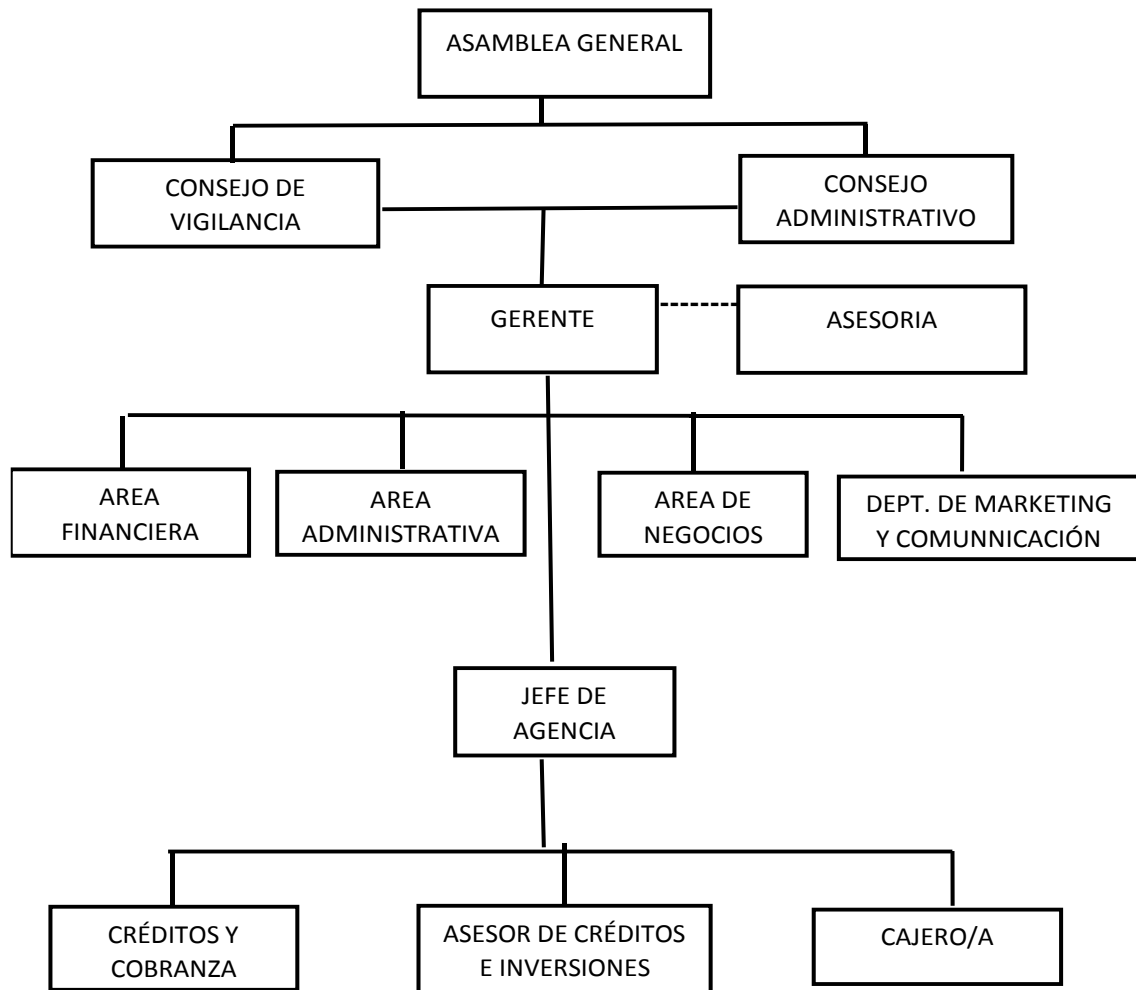 ASAMBLEA GENERAL
CONSEJO DE
VIGILANCIA
CONSEJO
ADMINISTRATIVO
GERENTE
ASESORIA
AREA
FINANCIERA
AREA
ADMINISTRATIVA
AREA DE
NEGOCIOS
DEPT. DE MARKETING
Y COMUNNICACIÓN
JEFE DE
AGENCIA
CRÉDITOS Y
COBRANZA
ASESOR DE CRÉDITOS
E INVERSIONES
CAJERO/A